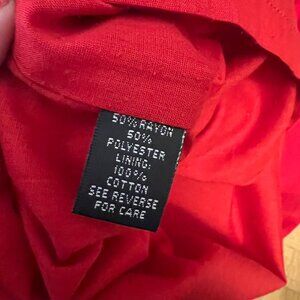 50% RAYON
50%
POLYESTER
LINING:
100%
COTTON
SEE REVERSE
FOR CARE